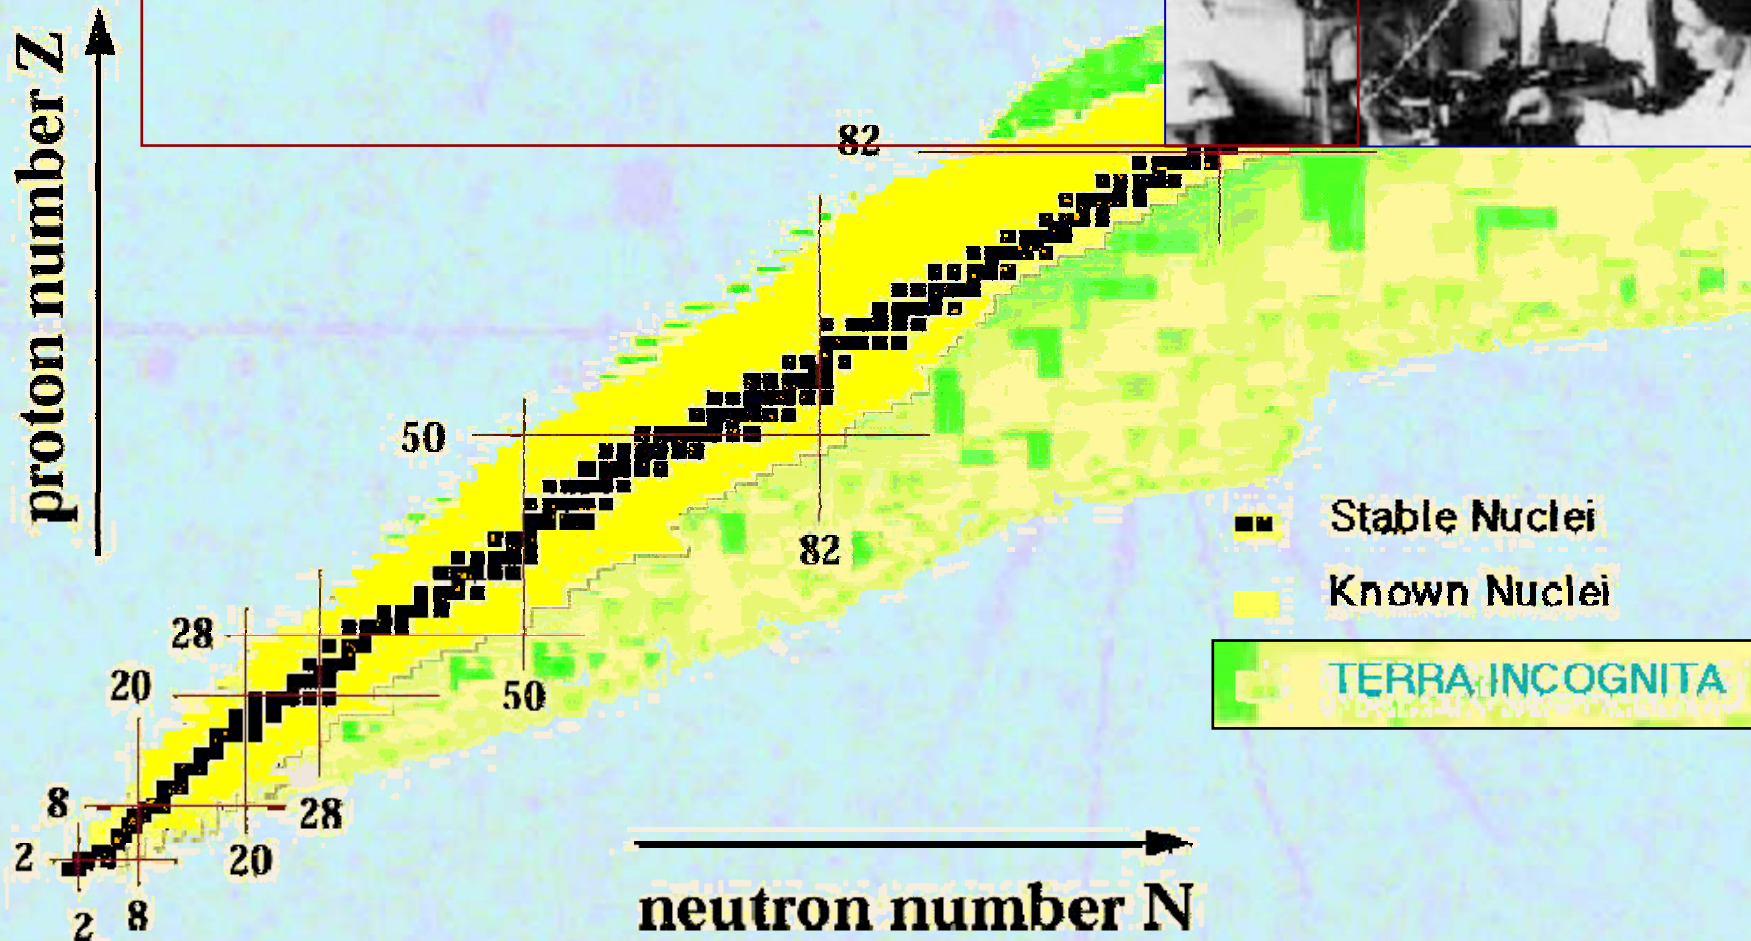 proton number Z
82
50
82
28
20
50
8
28
2
20
2
8
neutron number N
Stable Nuclei
Known Nuclei
TERRA INCOGNITA